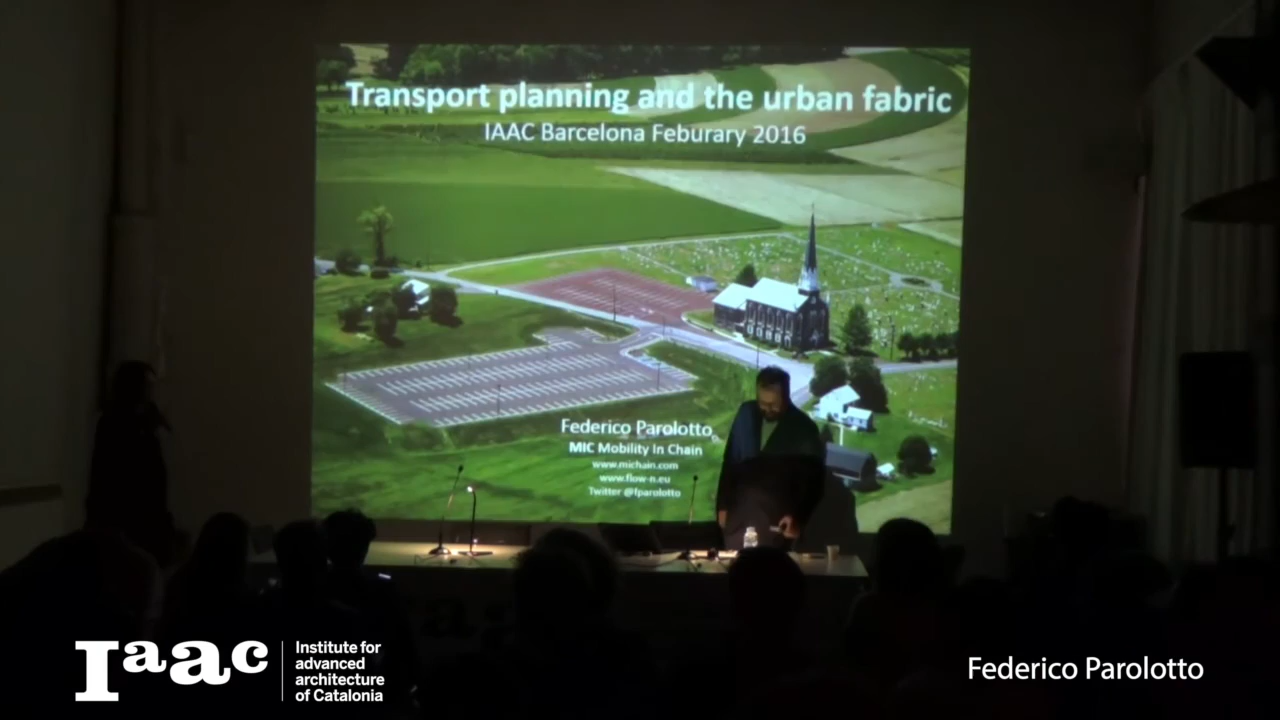 Transport planning and the urban fabric
IAAC Barcelona Feburary 2016
Federico Parolotto
MIC Mobility In Chain
www.michain.com
www.flow-n.eu
Twitter @fparolotto
Iaac
Institute for
advanced
architecture
of Catalonia
Federico Parolotto